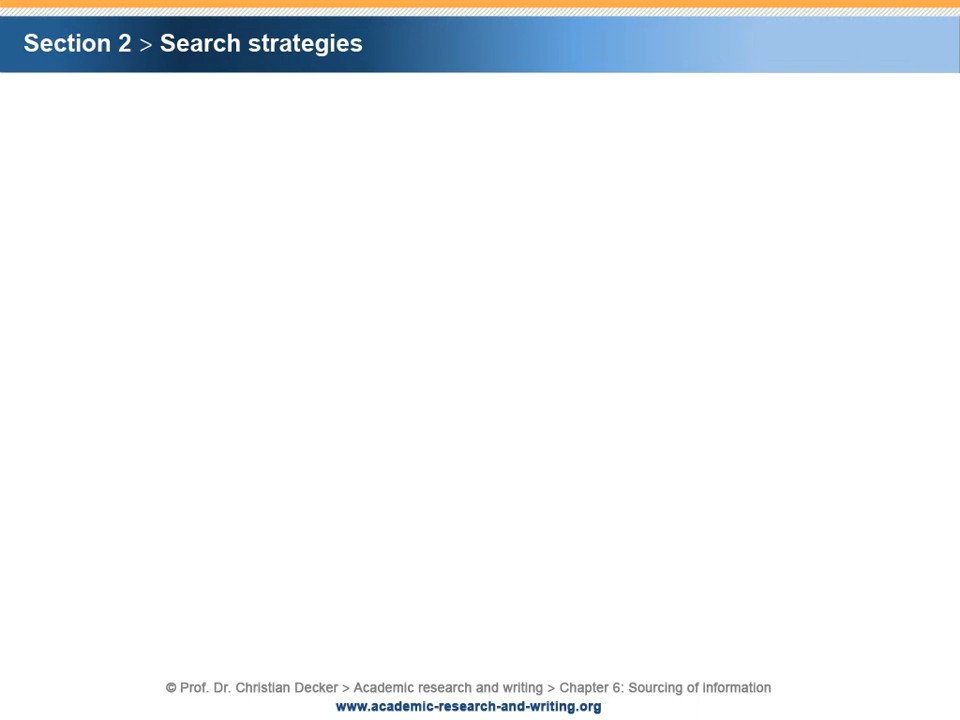 Section 2 > Search strategies
© Prof. Dr. Christian Decker > Academic research and writing > Chapter 6: Sourcing of information
www.academic-research-and-writing.org